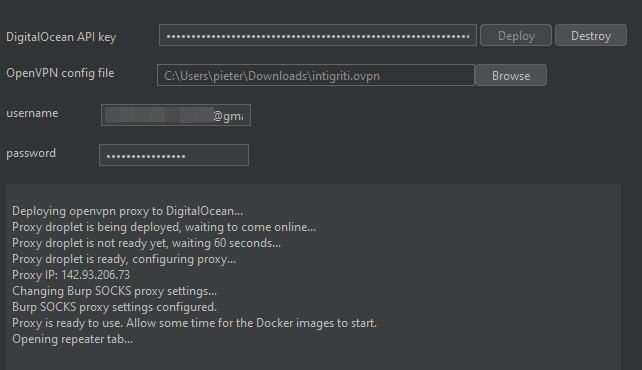 DigitalOcean API key Deploy Destroy
OpenVPN config file C:\Users\pieter\Downloads\intigriti.ovpn Browse
username @gma
password
Deploying openvpn proxy to DigitalOcean...
Proxy droplet is being deployed, waiting to come online...
Proxy droplet is not ready yet, waiting 60 seconds...
Proxy droplet is ready, configuring proxy...
Proxy IP: 142.93.206.73
Changing Burp SOCKS proxy settings...
Burp SOCKS proxy settings configured.
Proxy is ready to use. Allow some time for the Docker images to start.
Opening repeater tab...